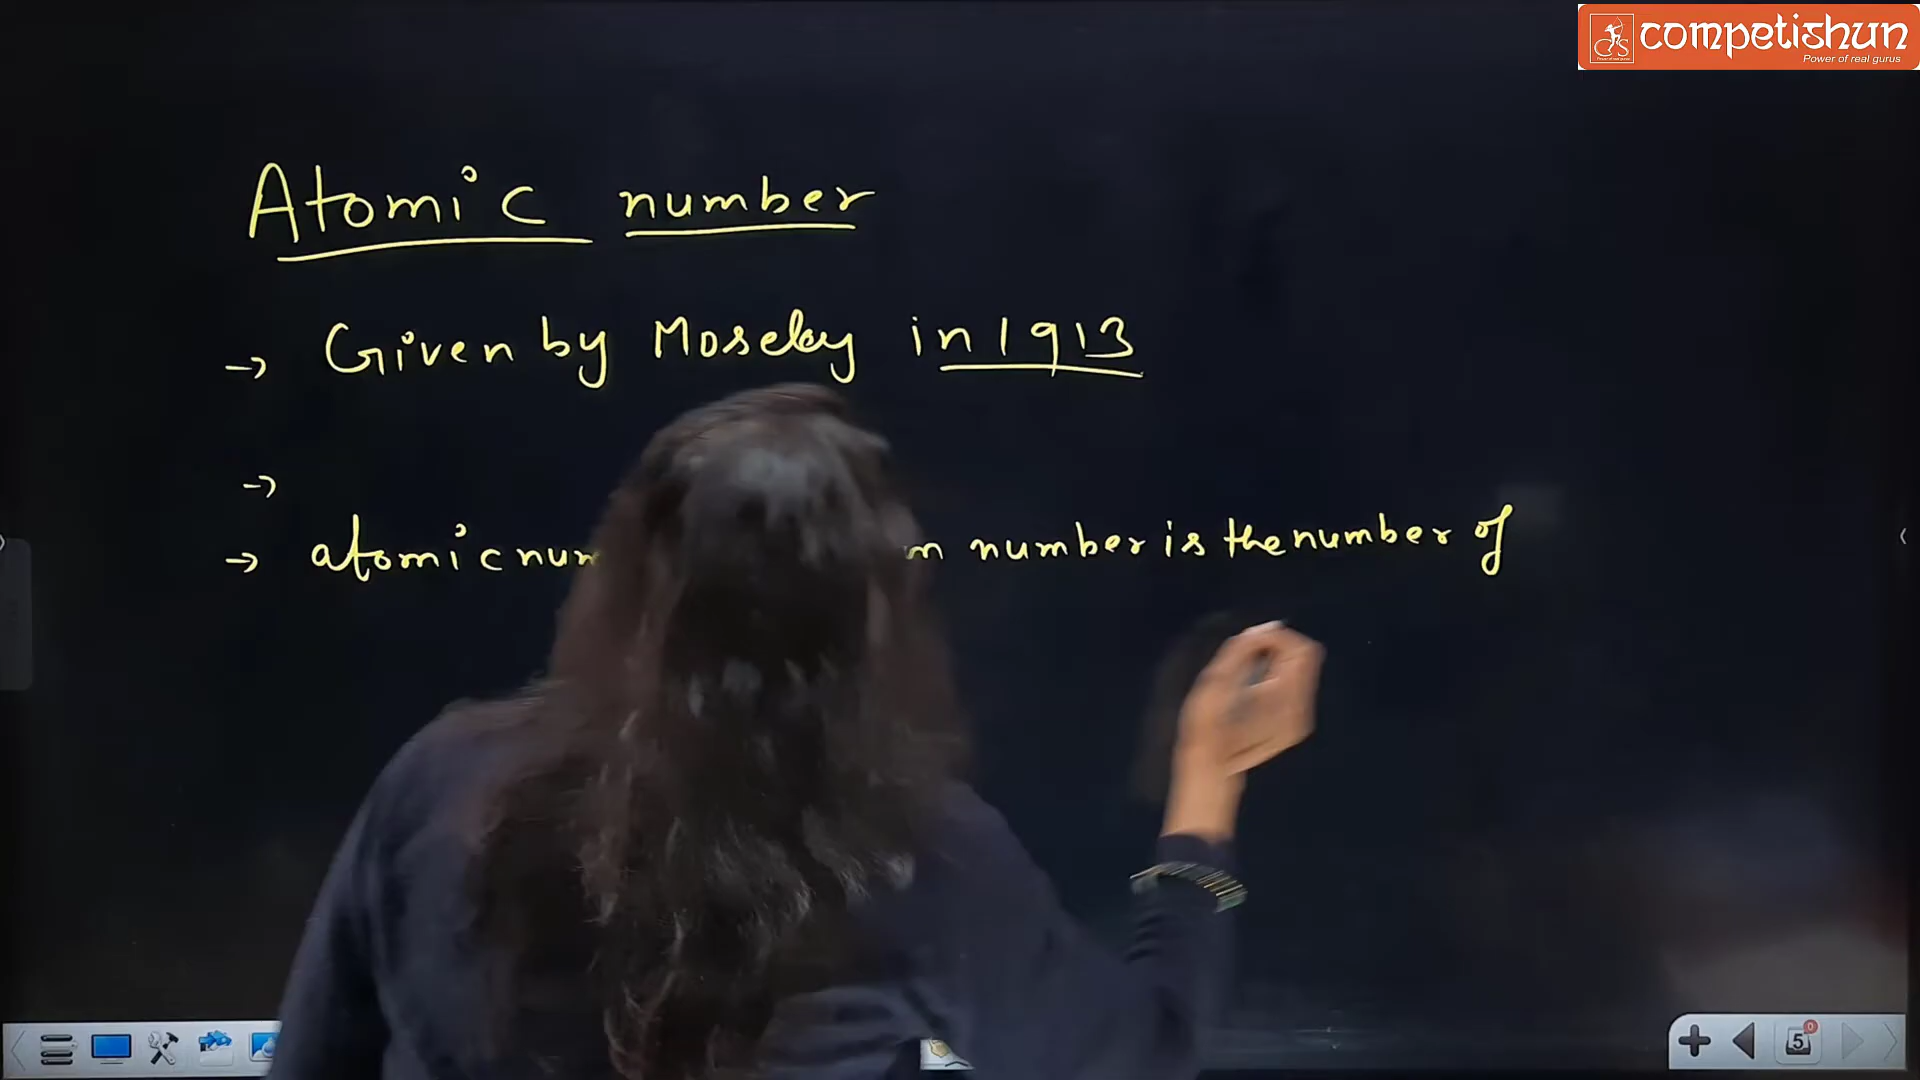 competishun
Power of real gurus
Atomic number
→ Given by Moseley in 1913
→
→ atomic num m number is the number of
5